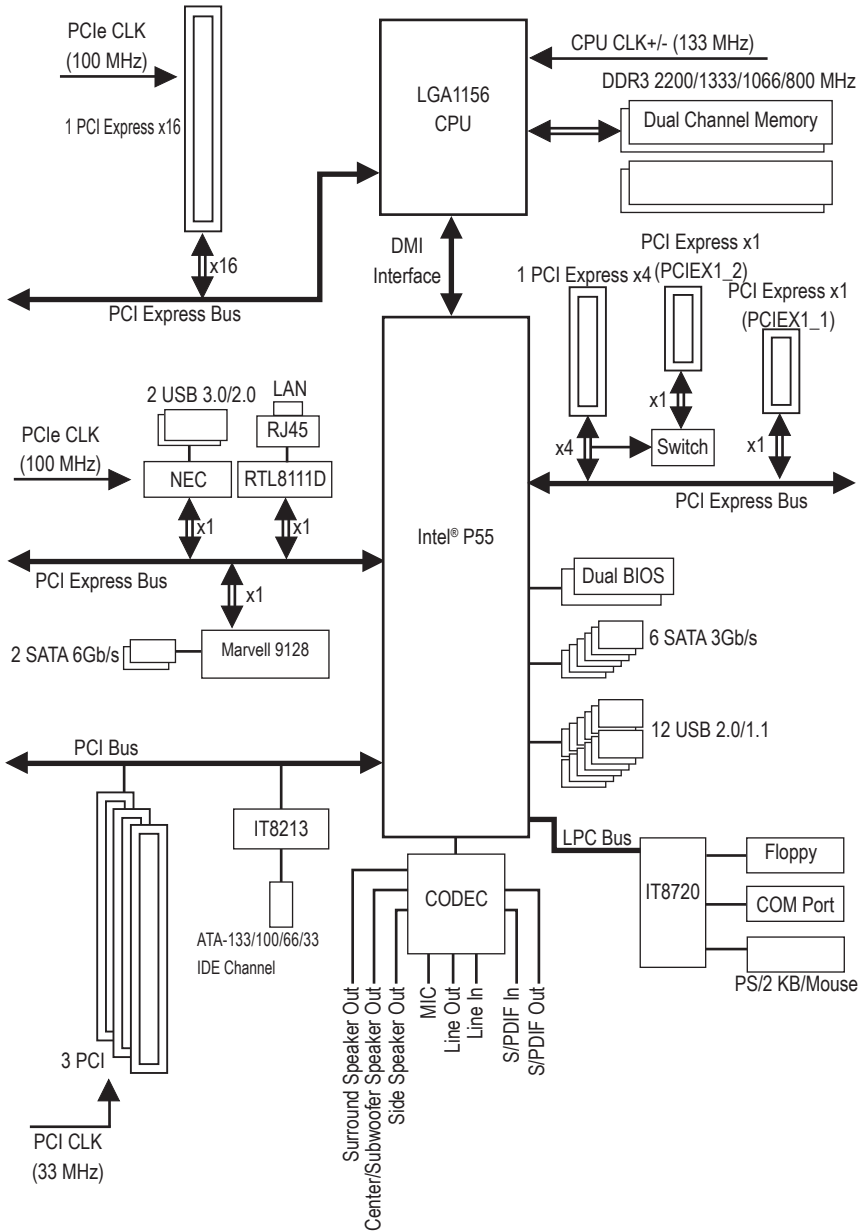 PCIe CLK
(100 MHz)
1 PCI Express x16
x16
PCI Express Bus
LGA1156
CPU
CPU CLK+/- (133 MHz)
DDR3 2200/1333/1066/800 MHz
Dual Channel Memory
DMI
Interface
1 PCI Express x4
PCI Express x1
(PCIEX1_2)
PCI Express x1
(PCIEX1_1)
x1
x4
Switch
x1
PCI Express Bus
2 USB 3.0/2.0
LAN
RJ45
PCIe CLK
(100 MHz)
NEC
RTL8111D
x1
x1
PCI Express Bus
x1
2 SATA 6Gb/s
Marvell 9128
Intel® P55
Dual BIOS
6 SATA 3Gb/s
12 USB 2.0/1.1
PCI Bus
IT8213
ATA-133/100/66/33
IDE Channel
3 PCI
PCI CLK
(33 MHz)
LPC Bus
IT8720
Floppy
COM Port
PS/2 KB/Mouse
CODEC
Surround Speaker Out
Center/Subwoofer Speaker Out
Side Speaker Out
MIC
Line Out
Line In
S/PDIF In
S/PDIF Out